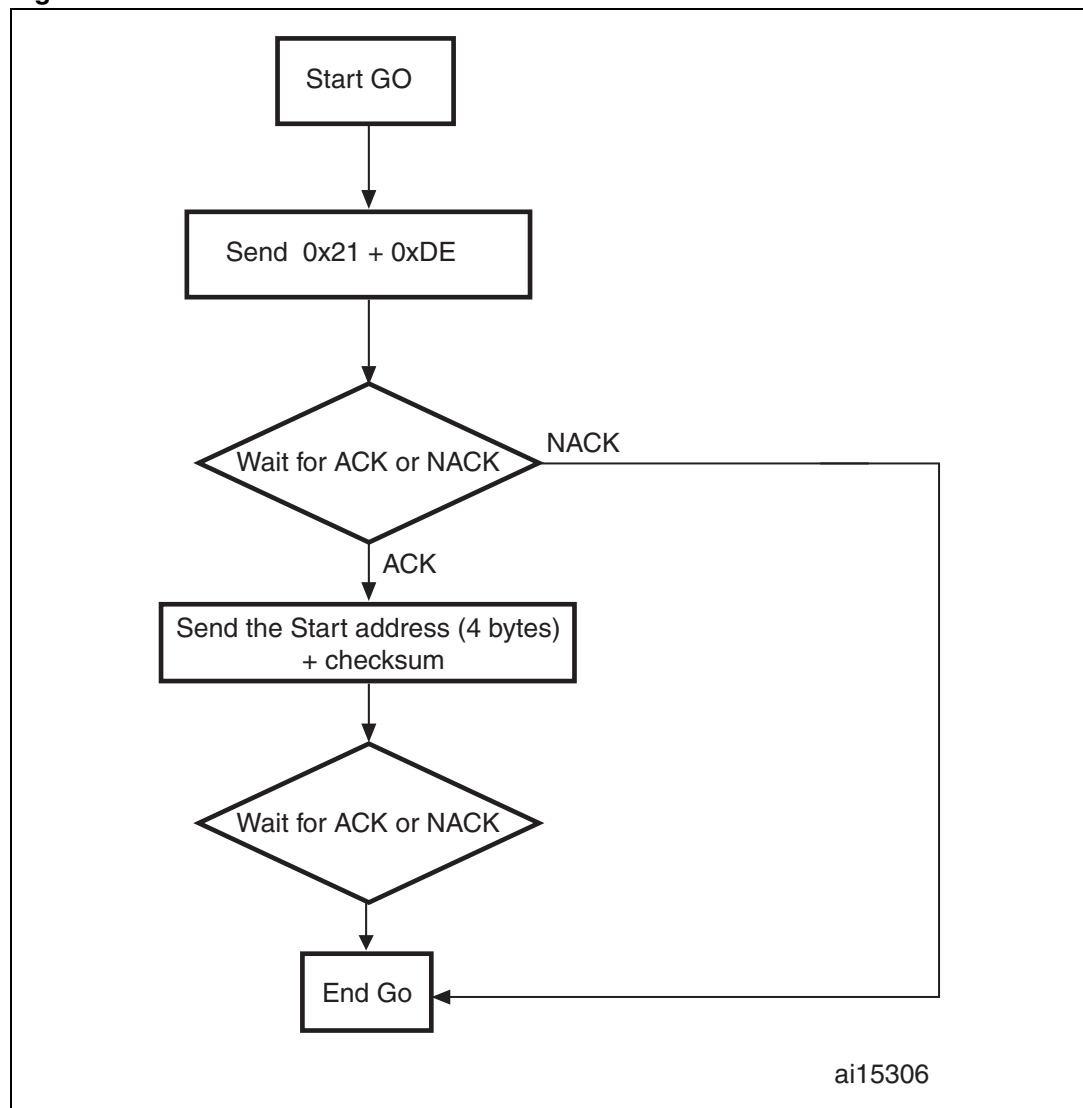 Start GO
Send 0x21 + 0xDE
Wait for ACK or NACK
NACK
ACK
Send the Start address (4 bytes)
+ checksum
Wait for ACK or NACK
End Go
ai15306